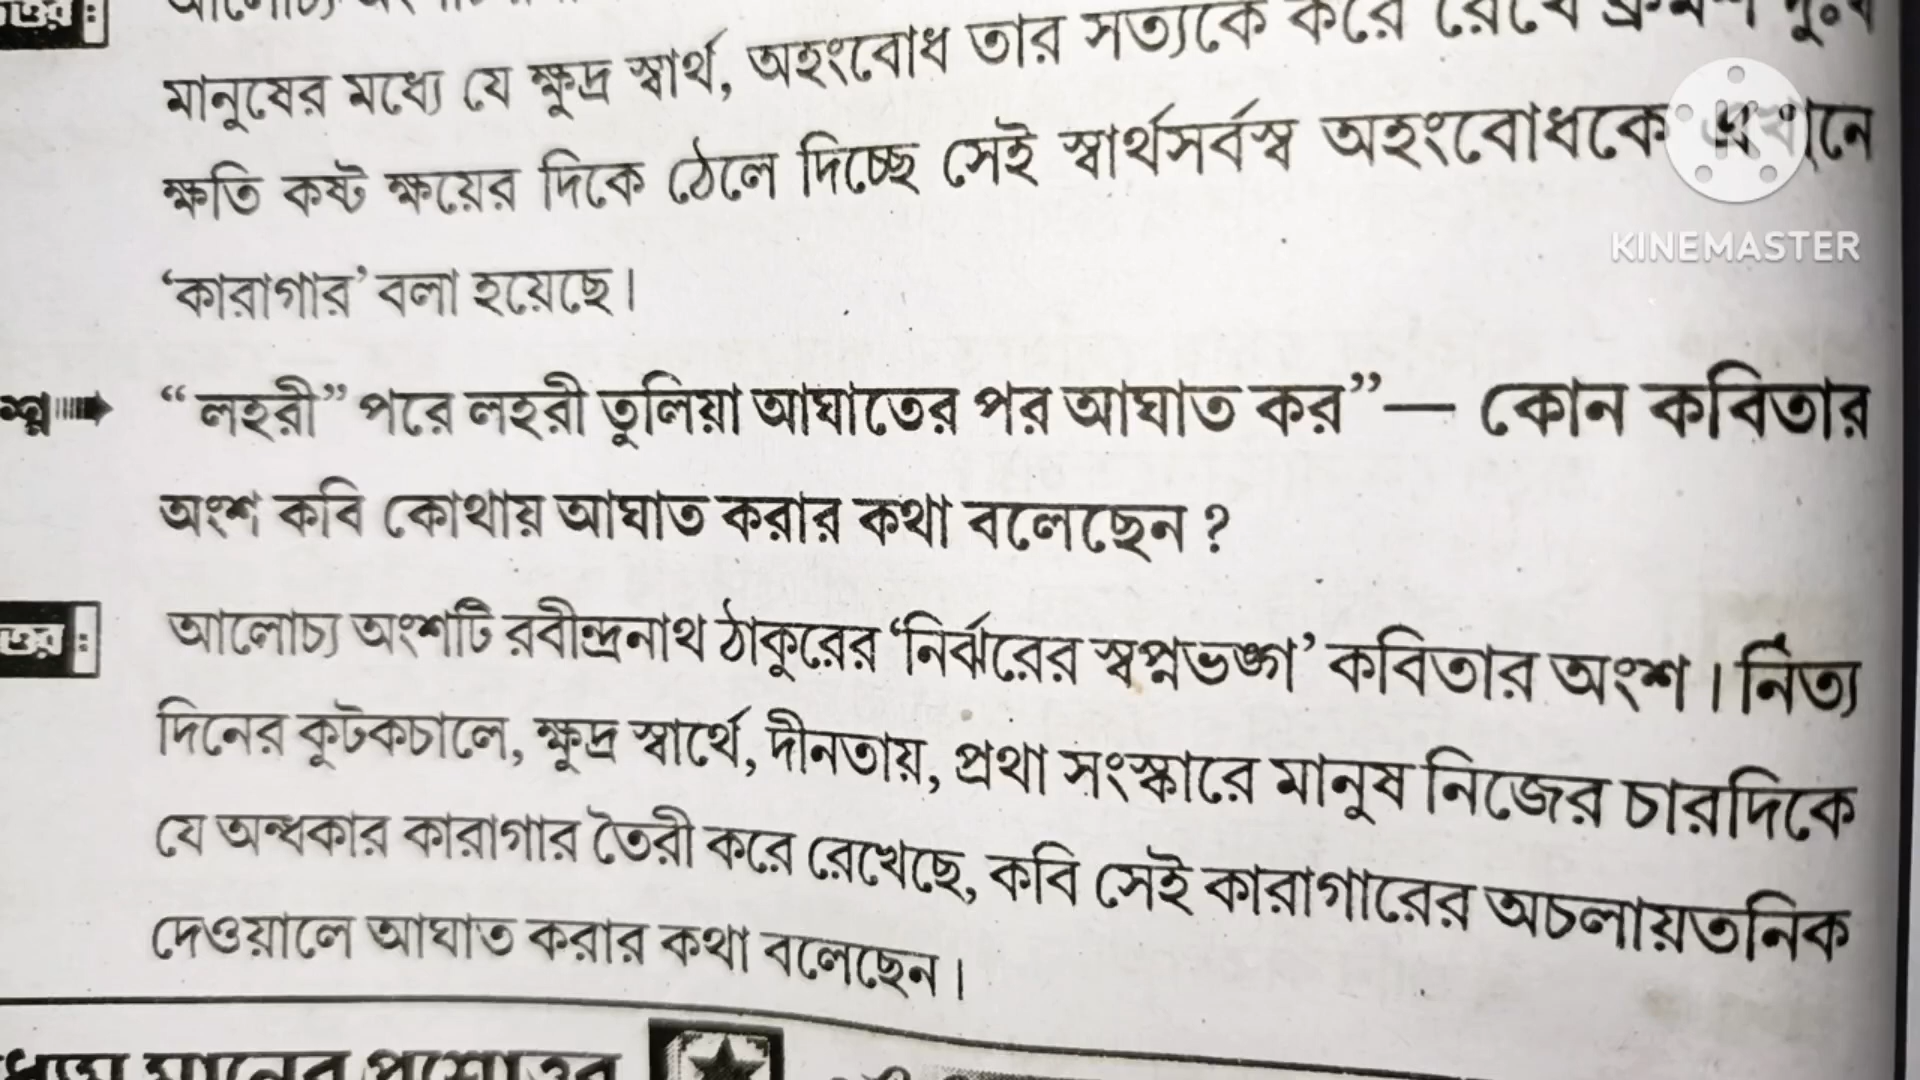 মানুষের মধ্যে যে ক্ষুদ্র স্বার্থ, অহংবোধ তার সত্যকে করে রেখে
ক্ষতি কষ্ট ক্ষয়ের দিকে ঠেলে দিচ্ছে সেই স্বার্থসর্বস্ব অহংবোধকে
KINEMASTER
‘কারাগার’ বলা হয়েছে।
“লহরী” পরে লহরী তুলিয়া আঘাতের পর আঘাত কর”— কোন কবিতার
অংশ কবি কোথায় আঘাত করার কথা বলেছেন ?
আলোচ্য অংশটি রবীন্দ্রনাথ ঠাকুরের ‘নির্ঝরের স্বপ্নভঙ্গ’ কবিতার অংশ। নিত্য
দিনের কুটকচালে, ক্ষুদ্র স্বার্থে, দীনতায়, প্রথা সংস্কারে মানুষ নিজের চারদিকে
যে অন্ধকার কারাগার তৈরী করে রেখেছে, কবি সেই কারাগারের অচলায়তনিক
দেওয়ালে আঘাত করার কথা বলেছেন।